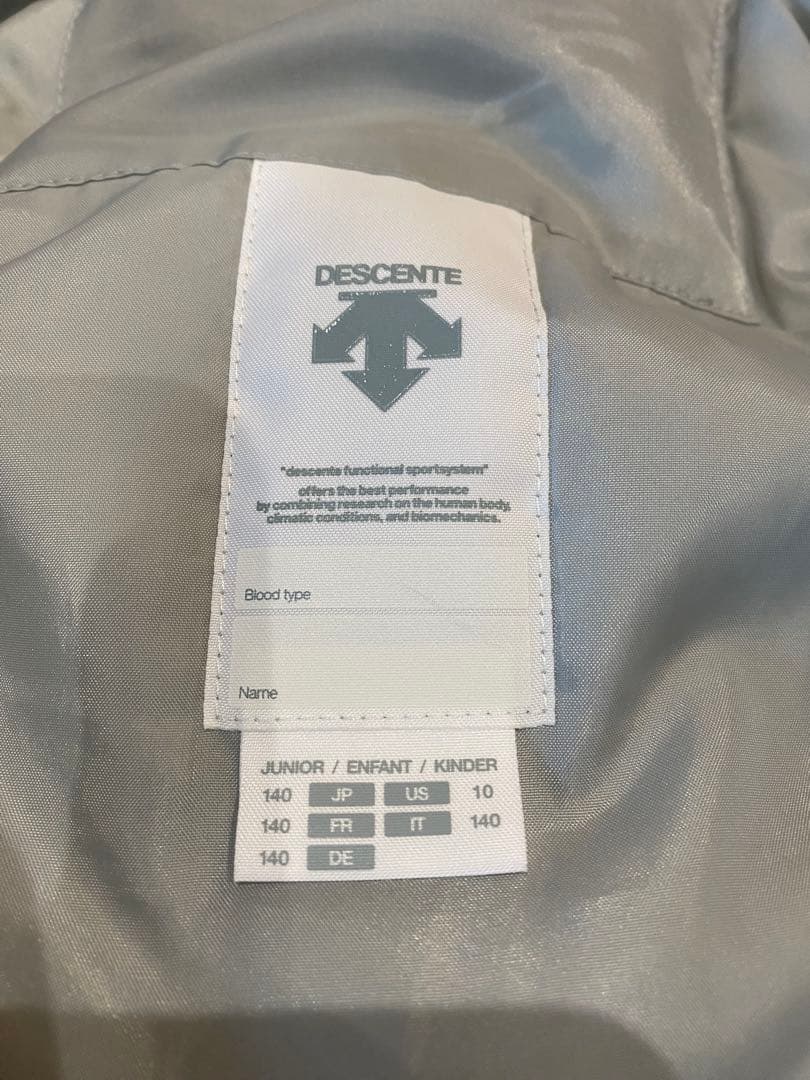 DESCENTE
"descente functional sportsystem"
offers the best performance
by combining research on the human body,
climatic conditions, and biomechanics.
Blood type
Name
JUNIOR / ENFANT / KINDER
140 JP US 10
140 FR IT 140
140 DE